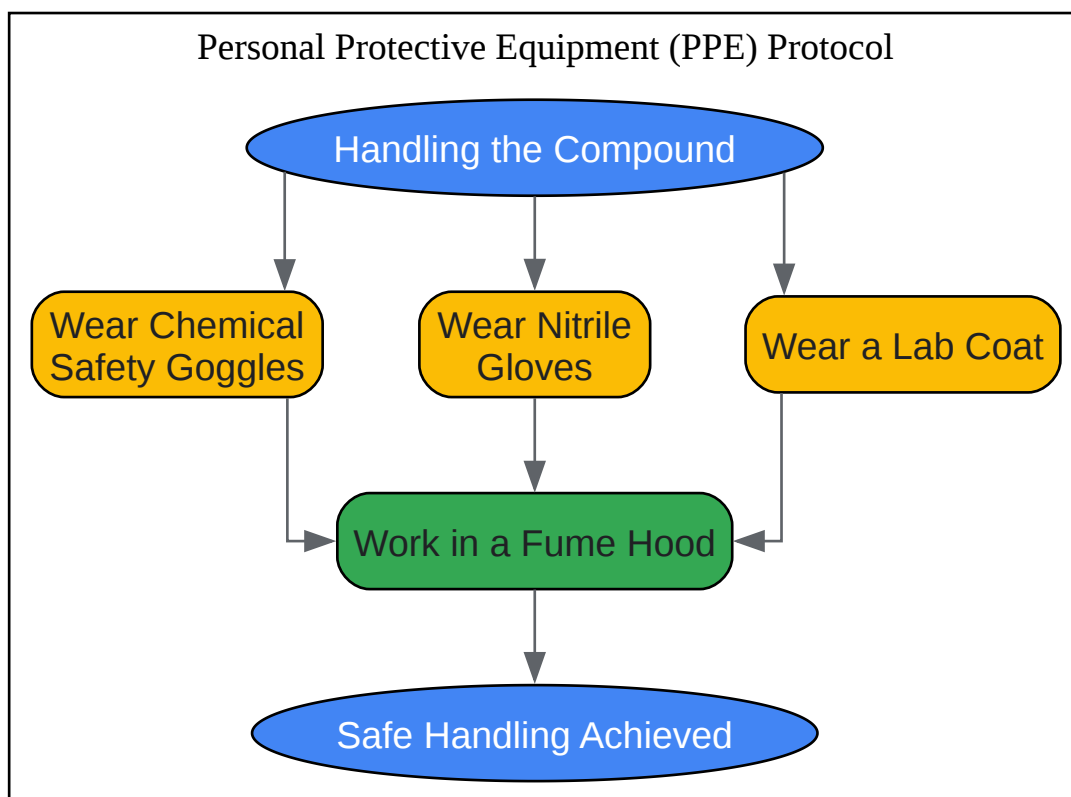 Personal Protective Equipment (PPE) Protocol
Handling the Compound
Wear Chemical
Safety Goggles
Wear Nitrile
Gloves
Wear a Lab Coat
Work in a Fume Hood
Safe Handling Achieved